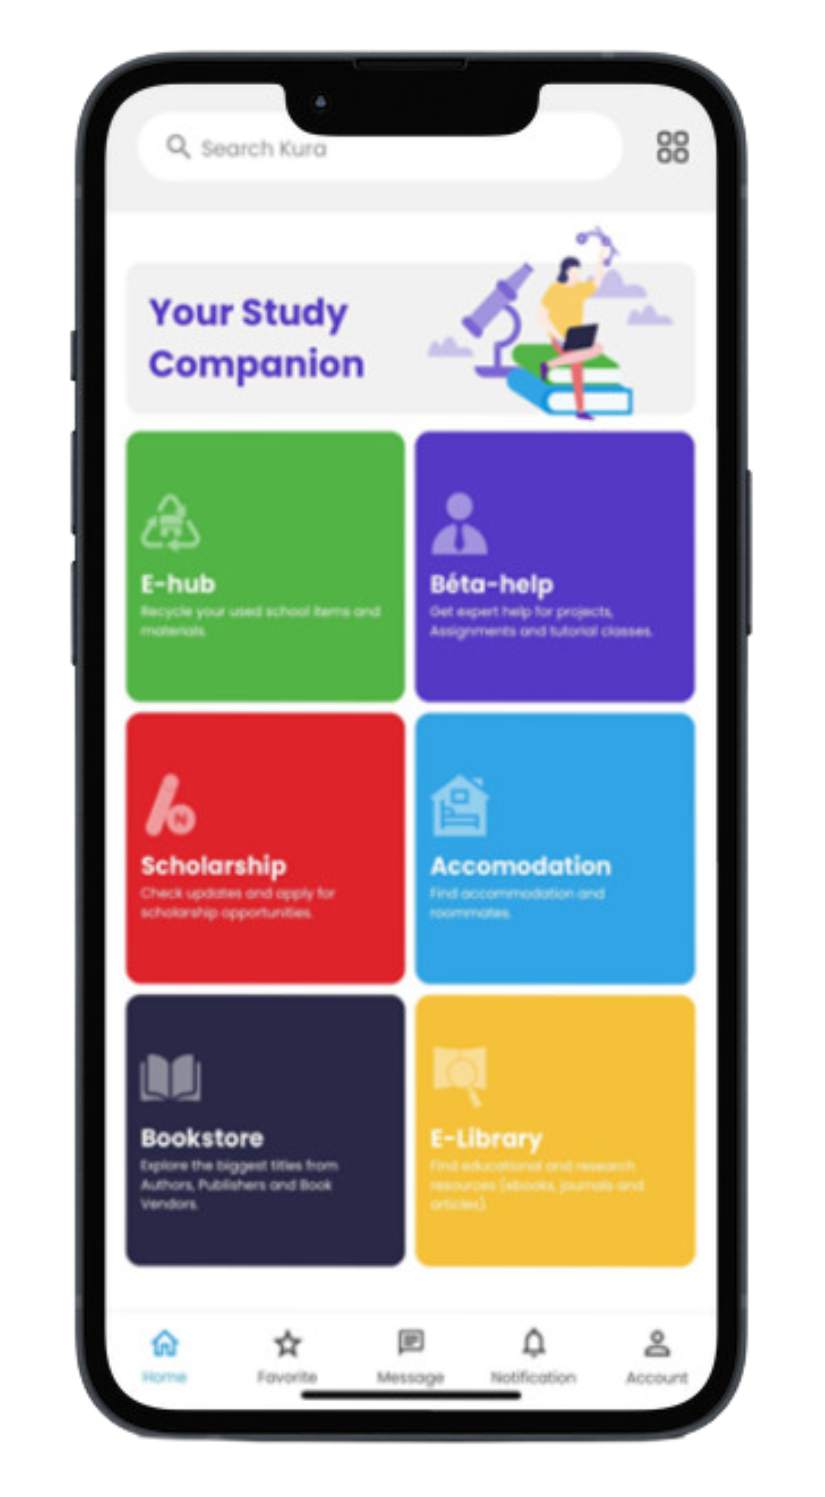 Search Kura
Your Study
Companion
E-hub
Recycle your used school items and
materials.
Béta-help
Get expert help for projects,
Assignments and tutorial classes.
Scholarship
Check updates and apply for
scholarship opportunities.
Accomodation
Find accommodation and
roommates.
Bookstore
Explore the biggest titles from
Authors, Publishers and Book
Vendors.
E-Library
Find educational and research
resources (ebooks, journals and
articles)
Home
Favorite
Message
Notification
Account
N